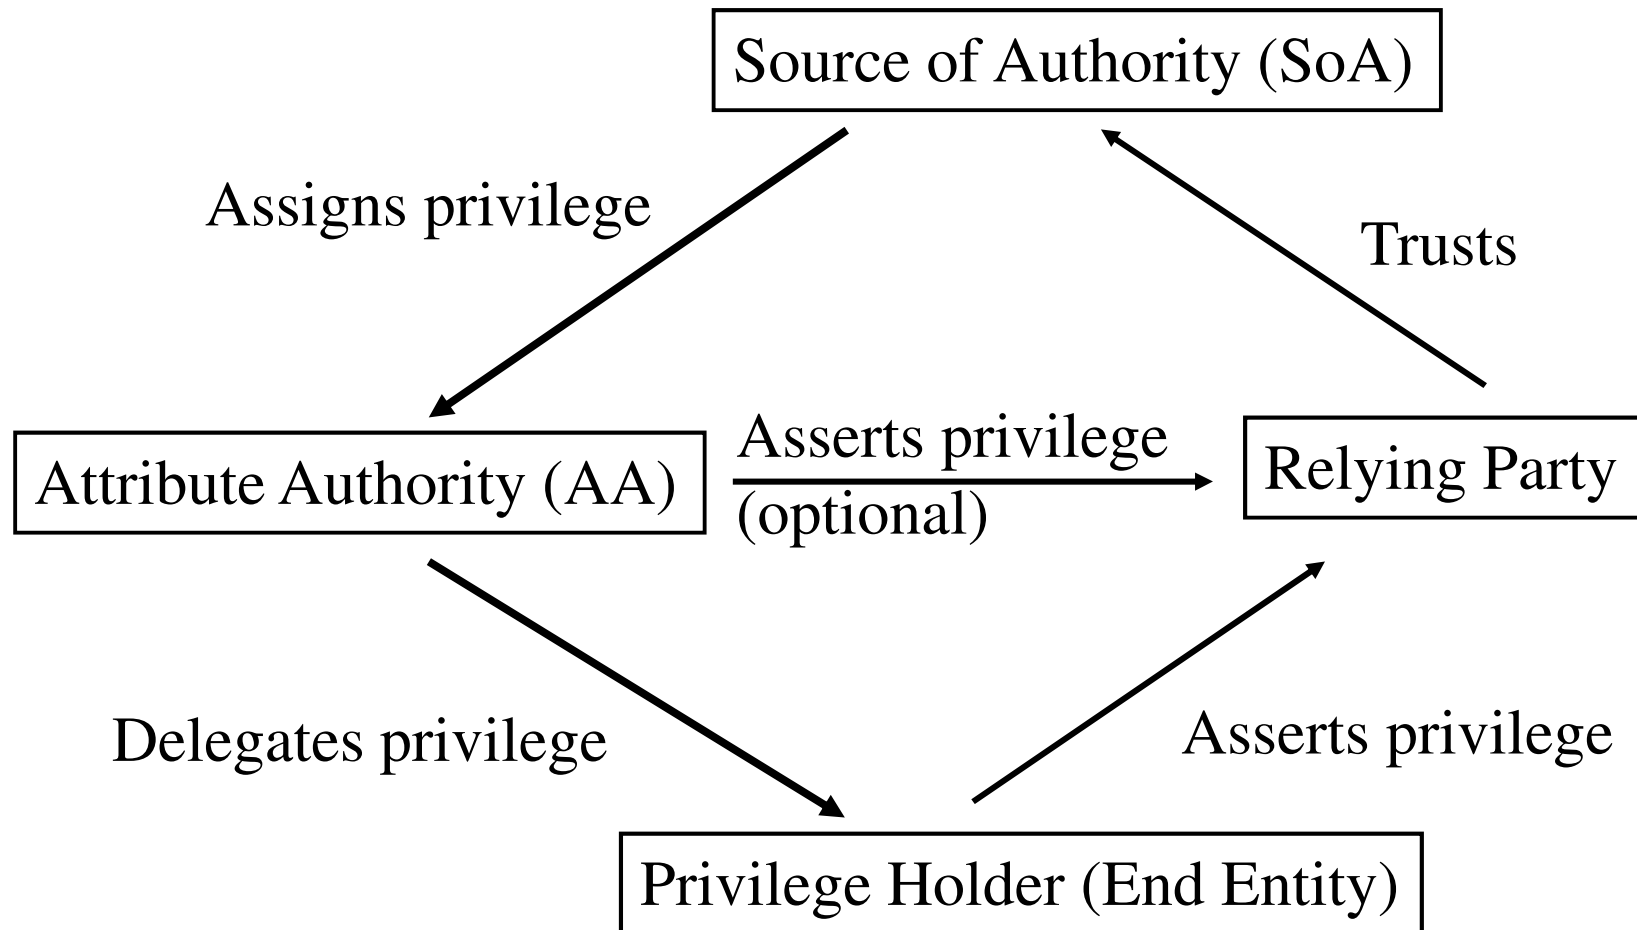 Source of Authority (SoA)
Assigns privilege
Trusts
Asserts privilege
(optional)
Attribute Authority (AA)
Relying Party
Delegates privilege
Asserts privilege
Privilege Holder (End Entity)